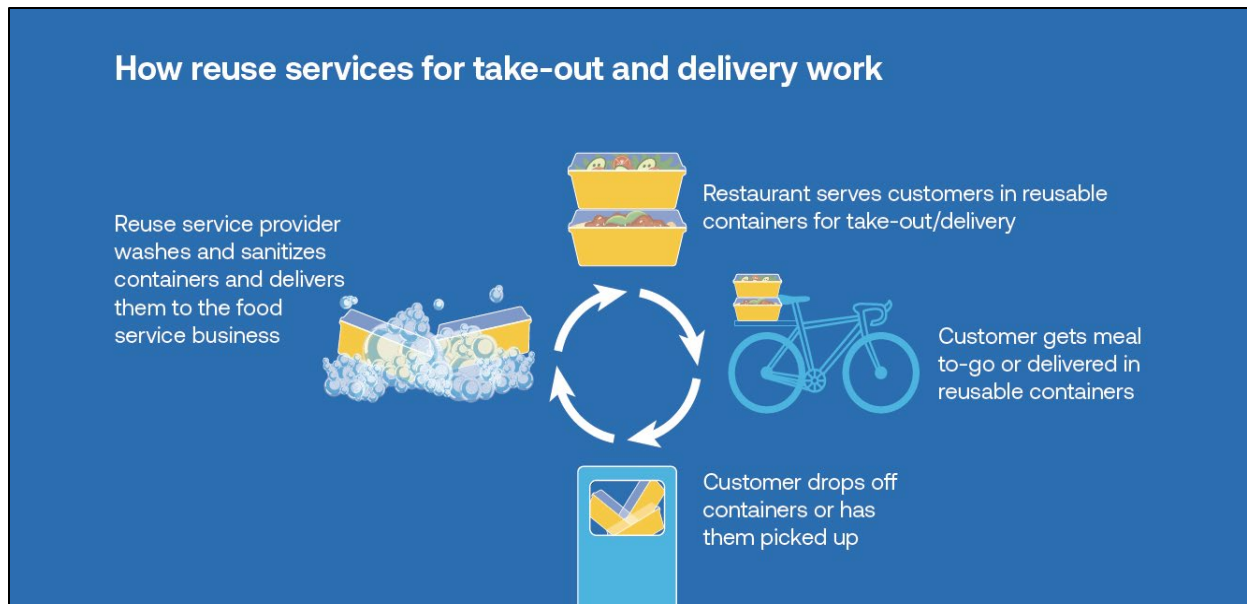 How reuse services for take-out and delivery work
Restaurant serves customers in reusable
containers for take-out/delivery
Customer gets meal
to-go or delivered in
reusable containers
Customer drops off
containers or has
them picked up
Reuse service provider
washes and sanitizes
containers and delivers
them to the food
service business